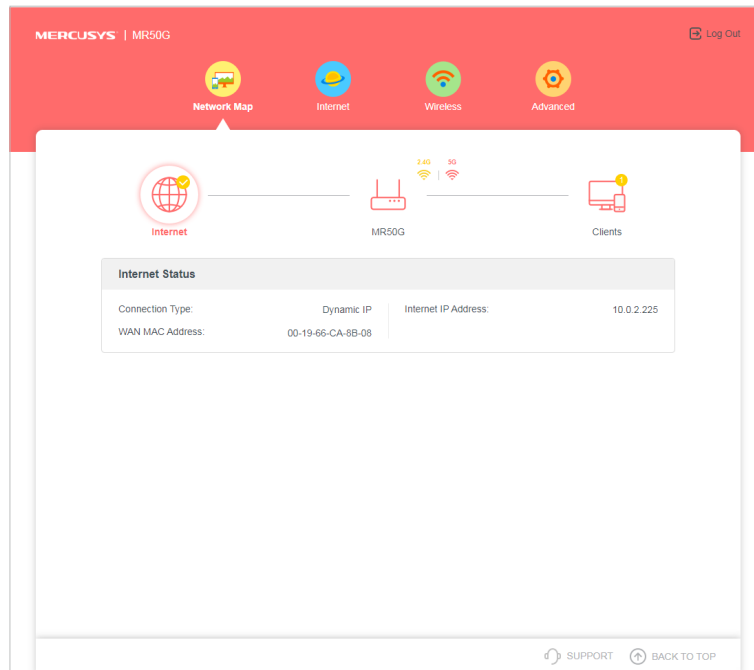 MERCUSYS | MR50G
Log Out
Network Map Internet Wireless Advanced
2.4G 5G
Internet MR50G Clients
1
Internet Status
Connection Type: Dynamic IP Internet IP Address: 10.0.2.225
WAN MAC Address: 00-19-66-CA-8B-08
SUPPORT BACK TO TOP